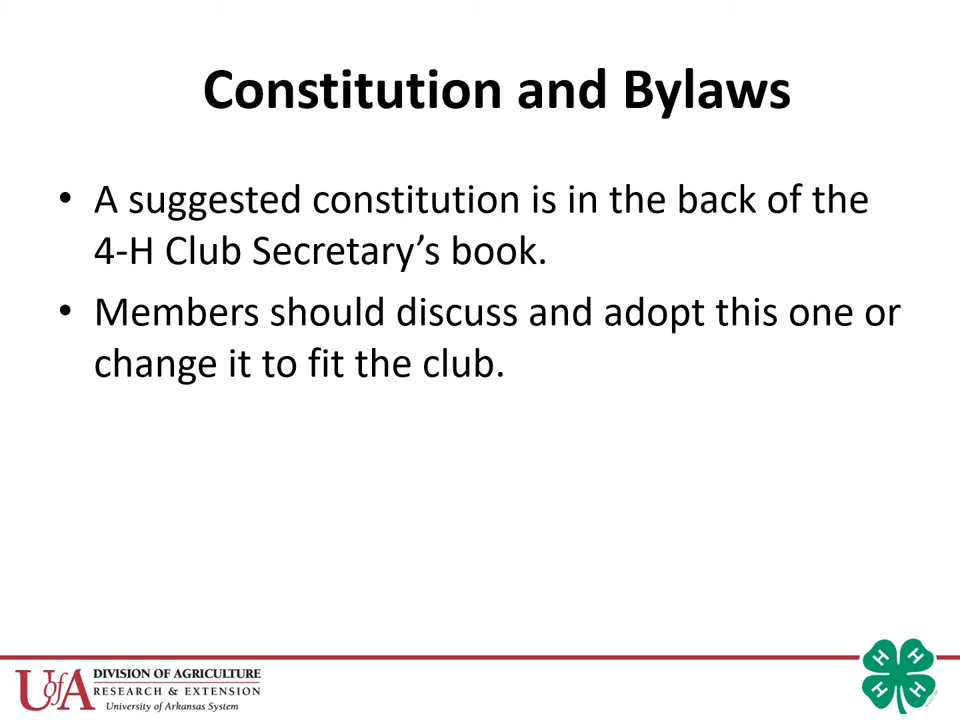 Constitution and Bylaws
• A suggested constitution is in the back of the
4-H Club Secretary’s book.
• Members should discuss and adopt this one or
change it to fit the club.
UofA DIVISION OF AGRICULTURE
RESEARCH & EXTENSION
University of Arkansas System
H H
H H